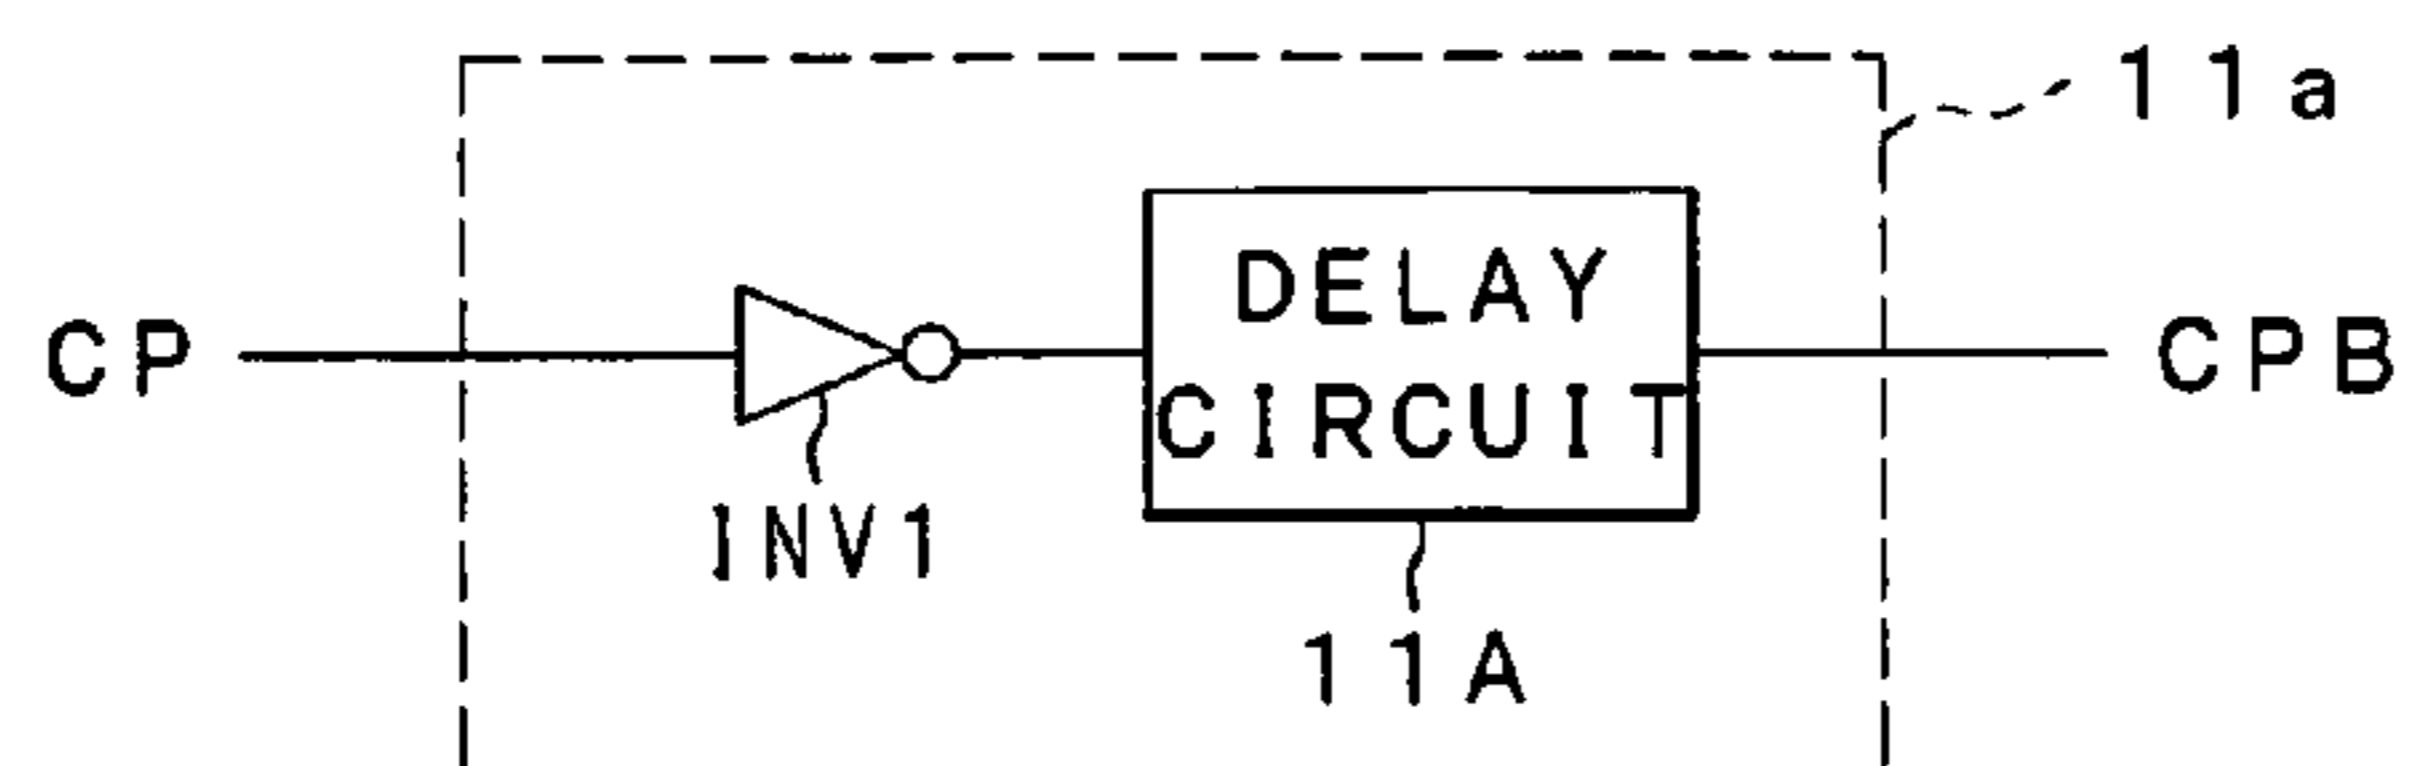 11a
DELAY
CP
CPB
CIRCUIT
INV1
11A